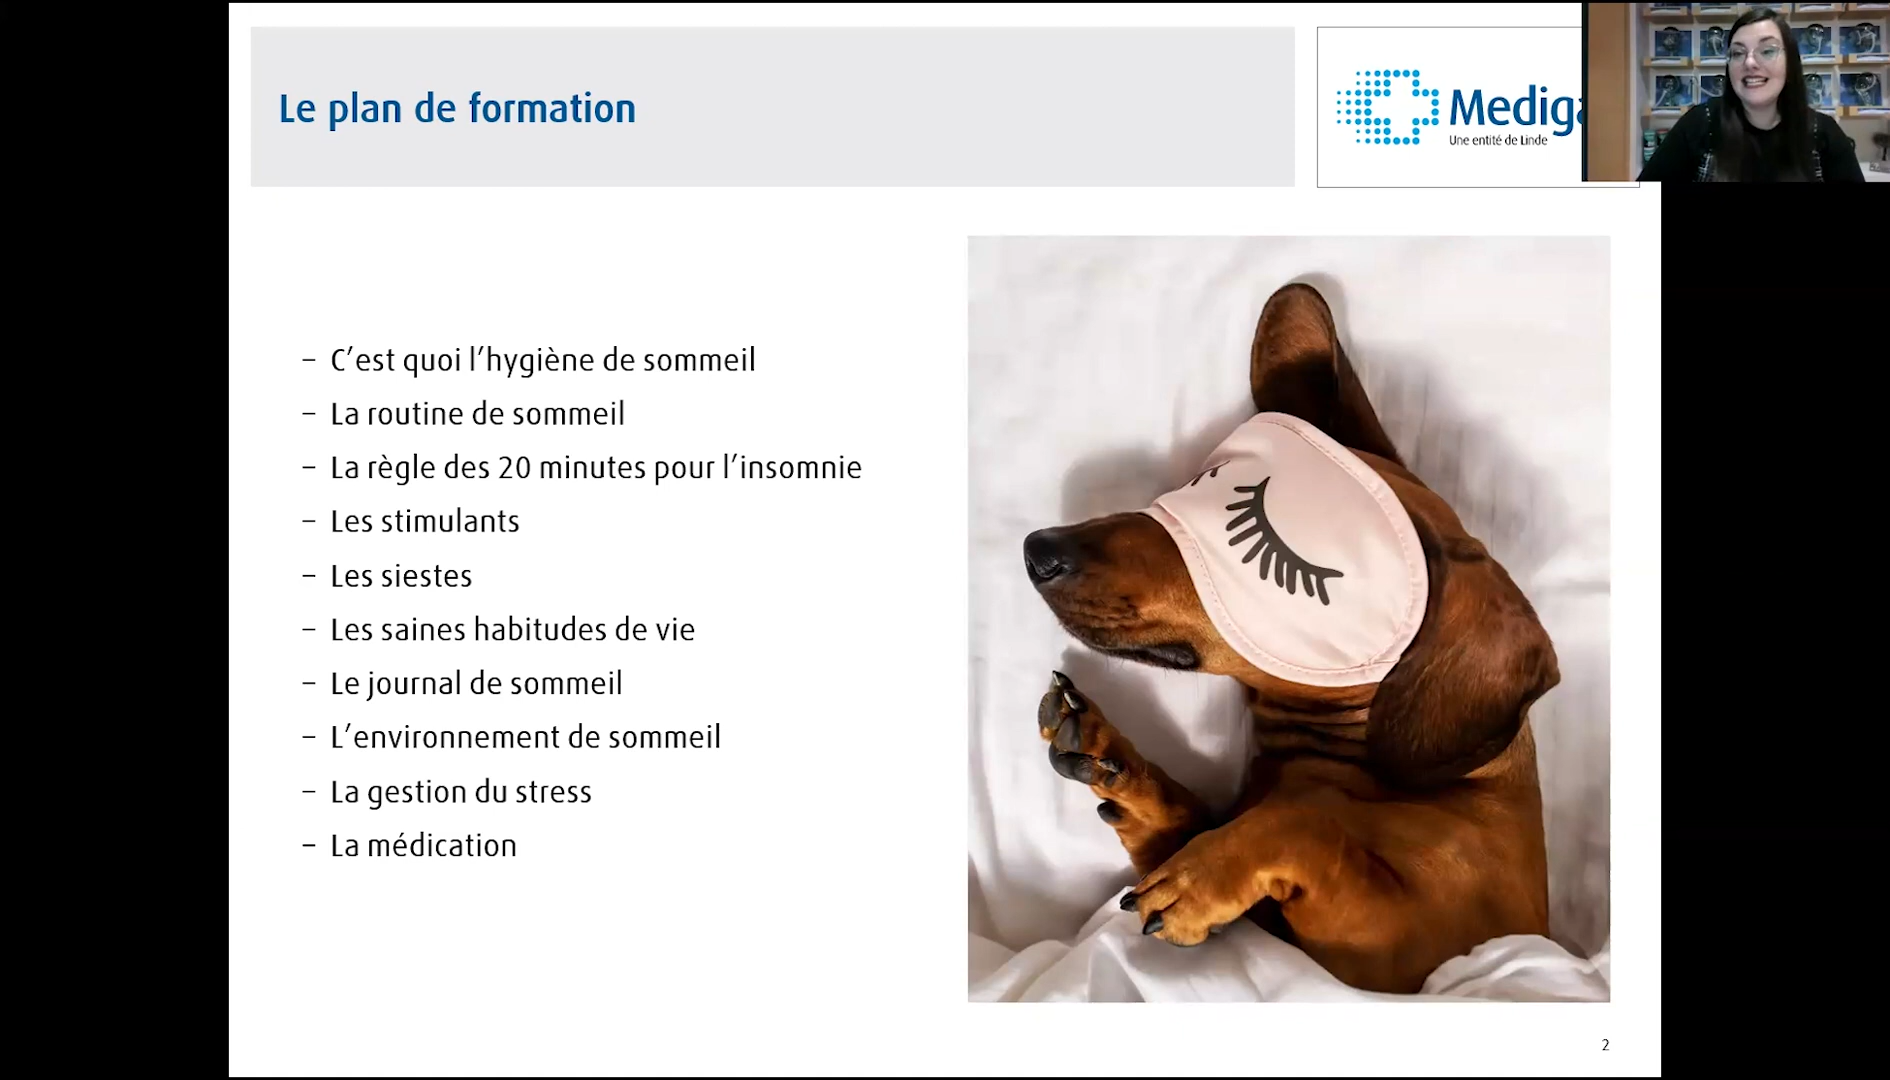 Le plan de formation
Une entité de Linde
– C’est quoi l’hygiène de sommeil
– La routine de sommeil
– La règle des 20 minutes pour l’insomnie
– Les stimulants
– Les siestes
– Les saines habitudes de vie
– Le journal de sommeil
– L’environnement de sommeil
– La gestion du stress
– La médication
2